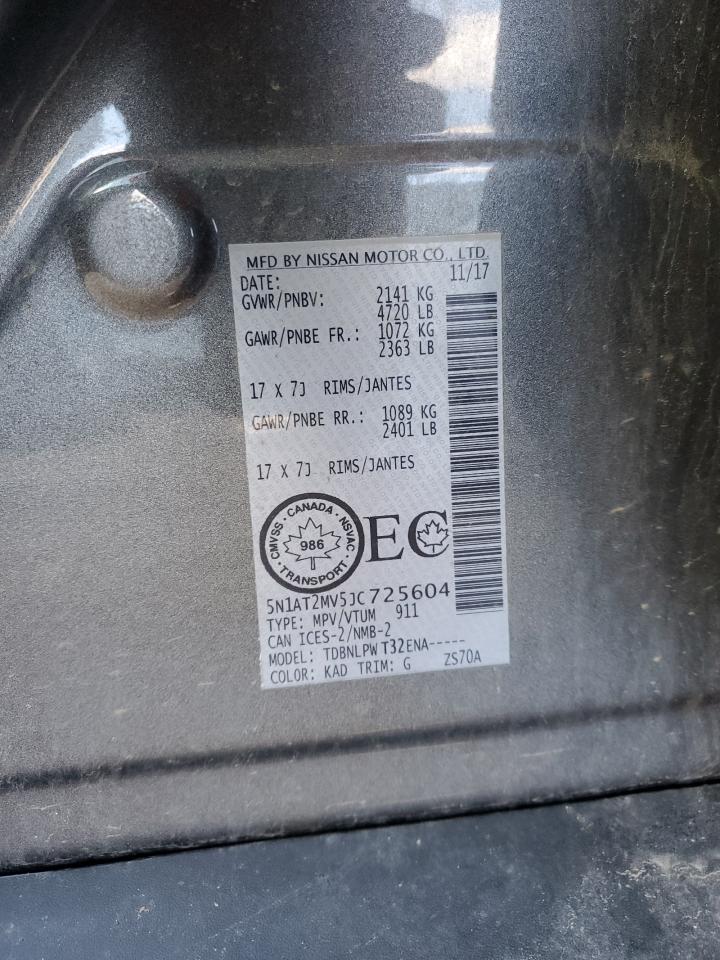 MFD BY NISSAN MOTOR CO., LTD.
DATE: 11/17
GVWR/PNBV: 2141 KG
4720 LB
GAWR/PNBE FR.: 1072 KG
2363 LB
17 X 7J RIMS/JANTES
GAWR/PNBE RR.: 1089 KG
2401 LB
17 X 7J RIMS/JANTES
CMVSS · CANADA · NSVAC · TRANSPORT ·
986
EC
5N1AT2MV5JC725604
TYPE: MPV/VTUM 911
CAN ICES-2/NMB-2
MODEL: TDBNLPW T32ENA-----
COLOR: KAD TRIM: G ZS70A